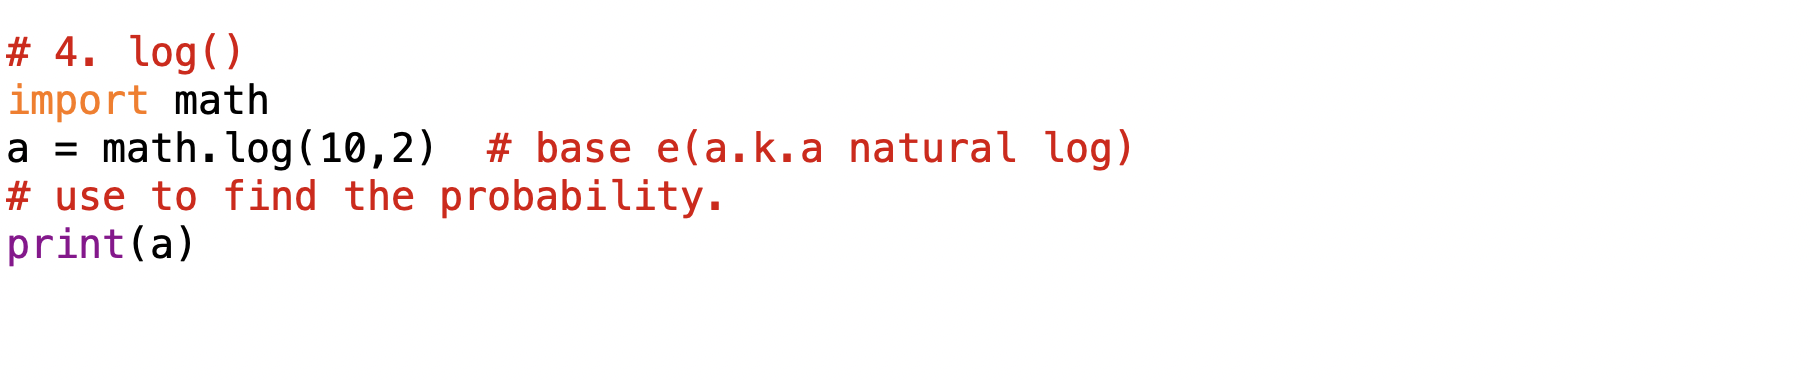 # 4. log()
import math
a = math.log(10,2)  # base e(a.k.a natural log)
# use to find the probability.
print(a)